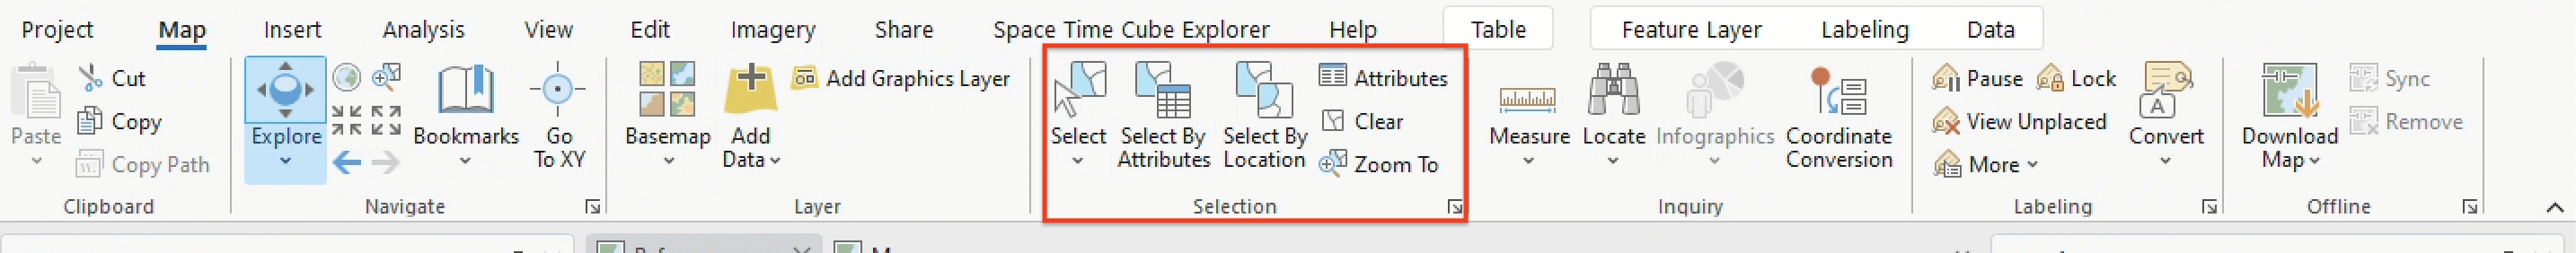 Project Map Insert Analysis View Edit Imagery Share Space Time Cube Explorer Help Table Feature Layer Labeling Data
Paste
Cut
Copy
Copy Path
Clipboard
Explore
Bookmarks
Go
To XY
Navigate
Basemap
Add
Data
Add Graphics Layer
Layer
Select
Select By
Attributes
Select By
Location
Attributes
Clear
Zoom To
Selection
Measure
Locate
Infographics
Coordinate
Conversion
Inquiry
Pause
Lock
View Unplaced
More
A
Convert
Labeling
Download
Map
Sync
Remove
Offline